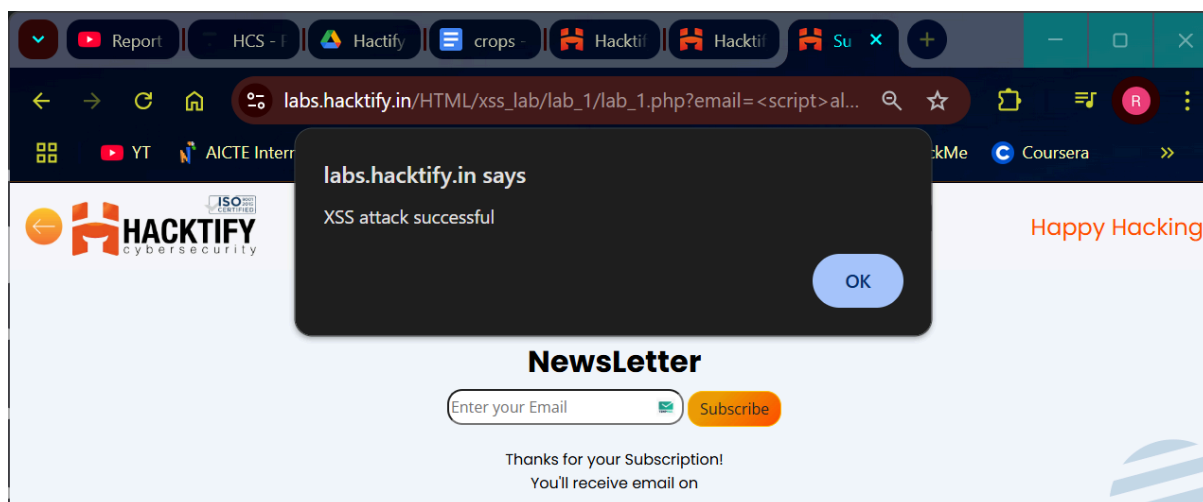 Report
HCS - F
Hactify
crops -
Hacktif
Hacktif
Su
labs.hacktify.in/HTML/xss_lab/lab_1/lab_1.php?email=<script>al...
R
YT
AICTE Intern
ckMe
Coursera
labs.hacktify.in says
XSS attack successful
OK
ISO
CERTIFIED
HACKTIFY
cybersecurity
Happy Hacking
NewsLetter
Enter your Email
Subscribe
Thanks for your Subscription!
You'll receive email on